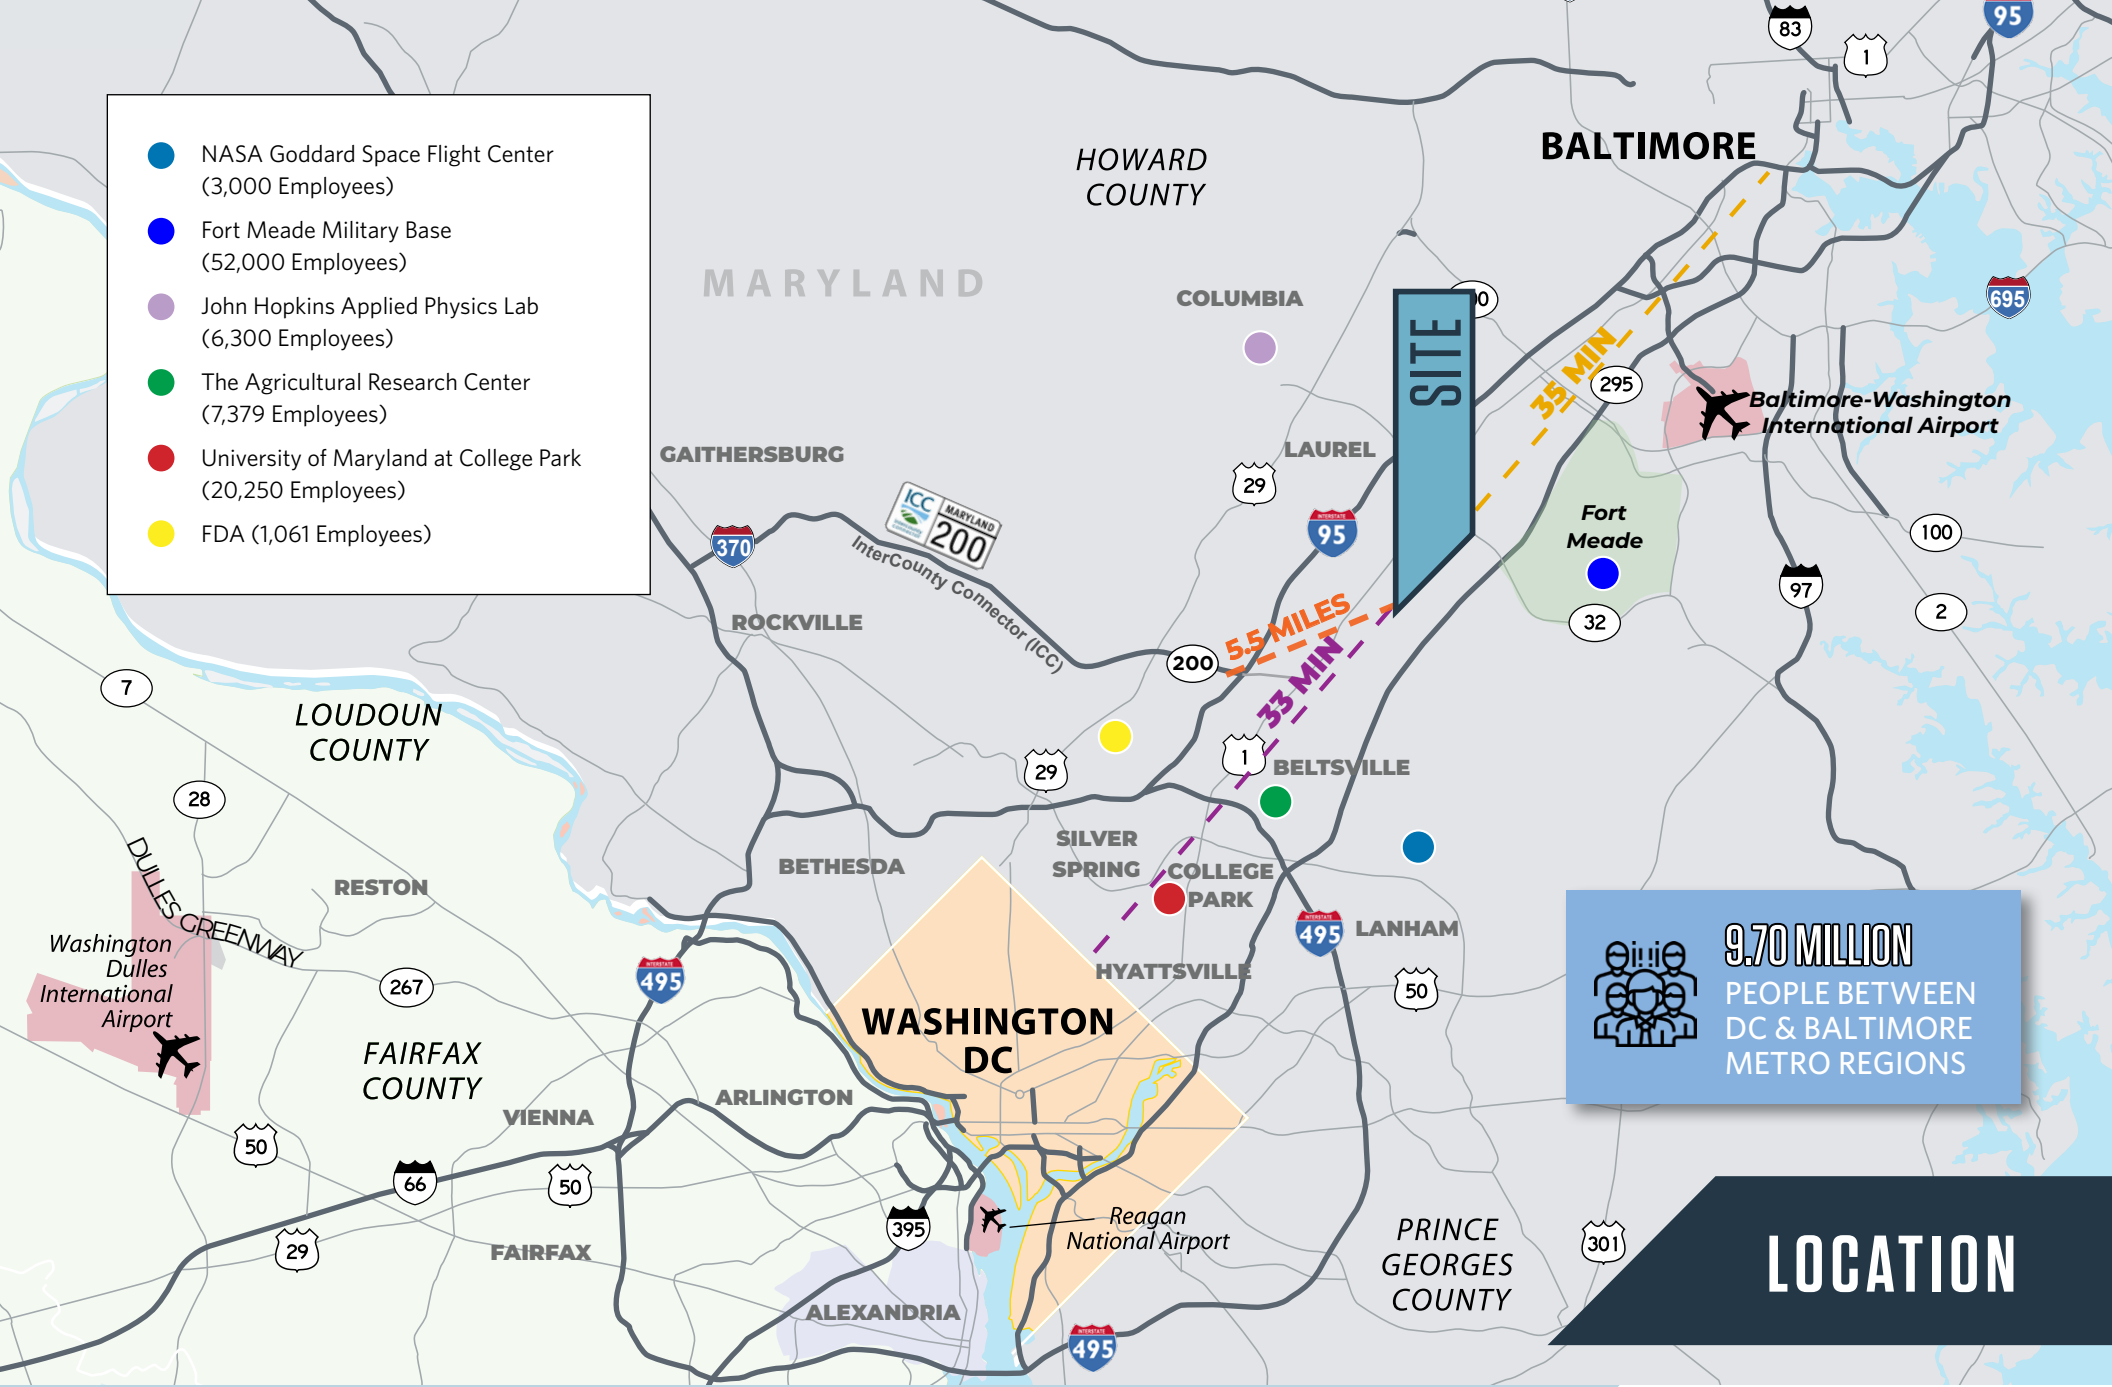 NASA Goddard Space Flight Center
(3,000 Employees)
Fort Meade Military Base
(52,000 Employees)
John Hopkins Applied Physics Lab
(6,300 Employees)
The Agricultural Research Center
(7,379 Employees)
University of Maryland at College Park
(20,250 Employees)
FDA (1,061 Employees)
83
1
95
BALTIMORE
HOWARD
COUNTY
MARYLAND
COLUMBIA
SITE
695
35 MIN
295
Baltimore-Washington
International Airport
GAITHERSBURG
LAUREL
29
ICC
MARYLAND
200
INTERSTATE
95
370
InterCounty Connector (ICC)
Fort
Meade
100
97
2
32
ROCKVILLE
5.5 MILES
200
33 MIN
7
LOUDOUN
COUNTY
1
BELTSVILLE
29
28
SILVER
SPRING
BETHESDA
COLLEGE
PARK
DULLES GREENWAY
RESTON
INTERSTATE
495
LANHAM
Washington
Dulles
International
Airport
INTERSTATE
495
267
HYATTSVILLE
50
9.70 MILLION
PEOPLE BETWEEN
DC & BALTIMORE
METRO REGIONS
WASHINGTON
DC
FAIRFAX
COUNTY
ARLINGTON
VIENNA
50
66
50
395
Reagan
National Airport
29
FAIRFAX
PRINCE
GEORGES
COUNTY
301
LOCATION
ALEXANDRIA
INTERSTATE
495